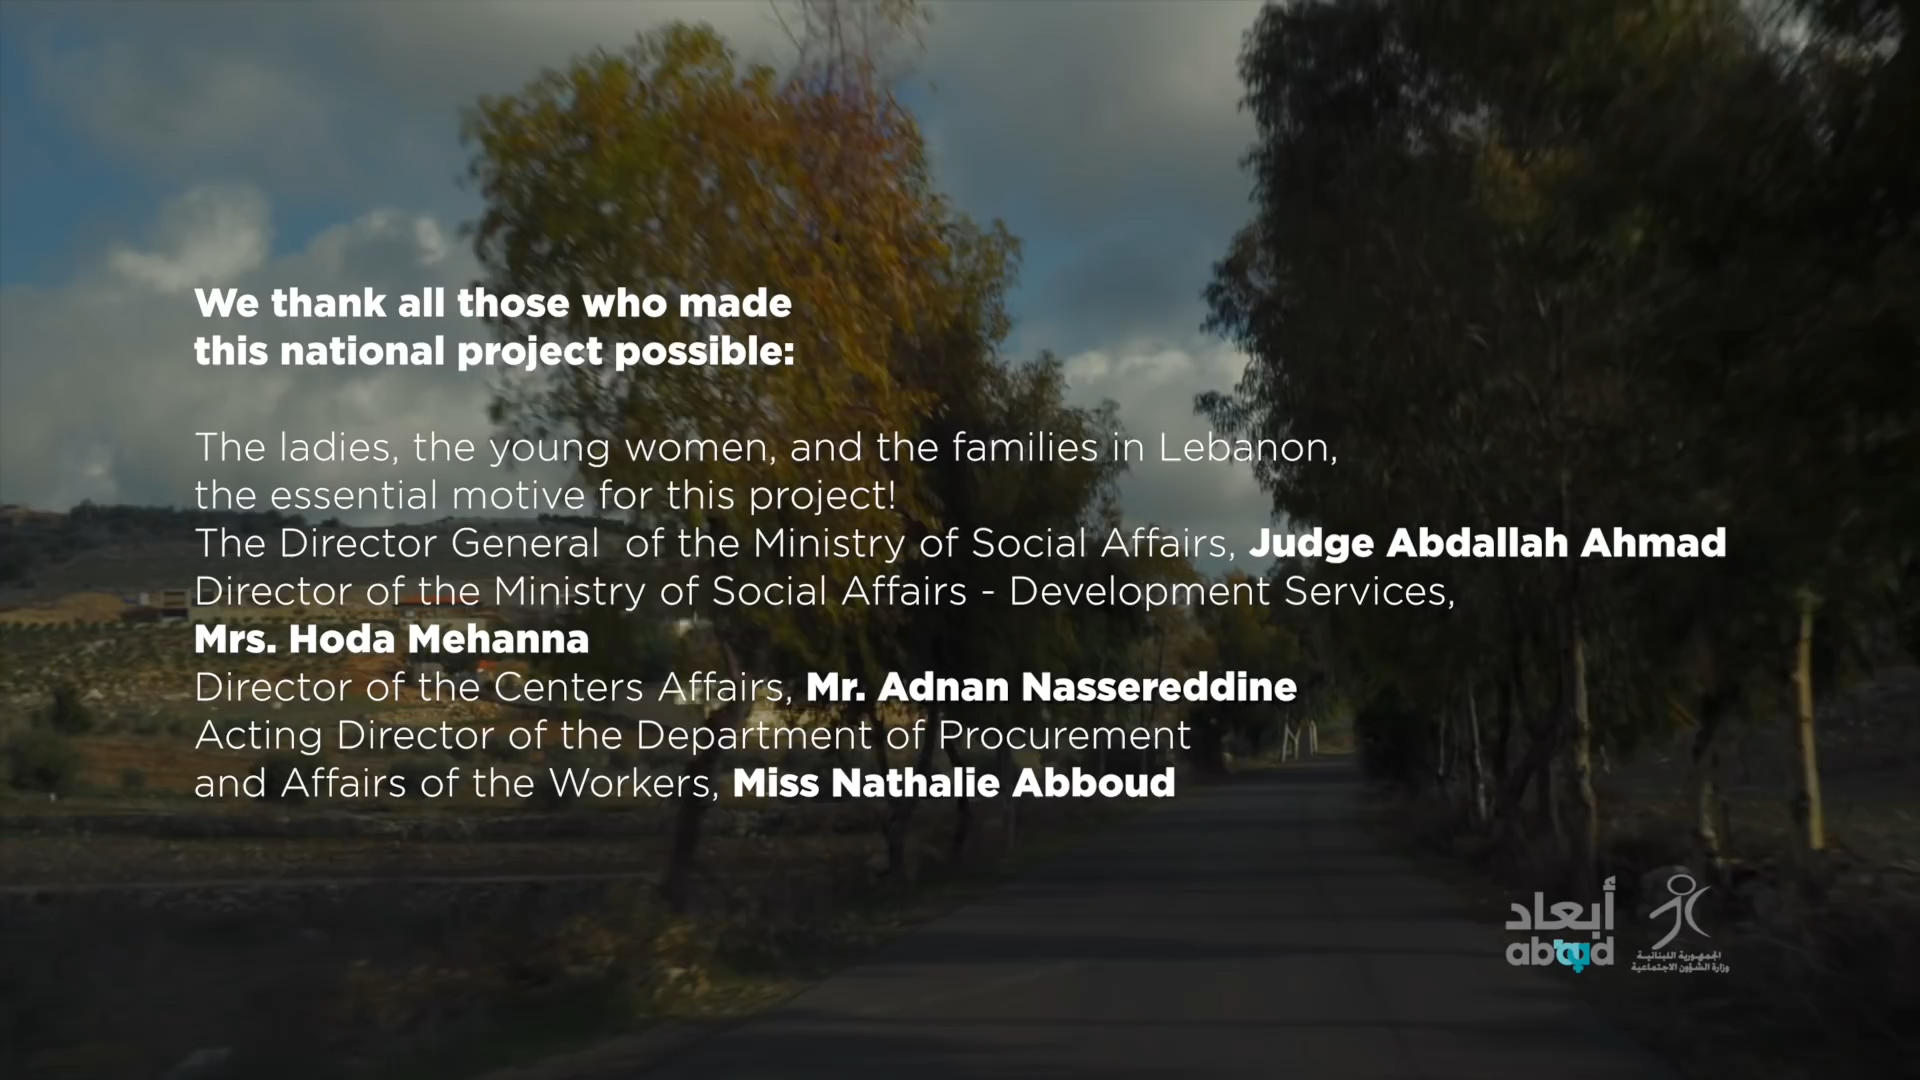 We thank all those who made
this national project possible:
The ladies, the young women, and the families in Lebanon,
the essential motive for this project!
The Director General of the Ministry of Social Affairs, Judge Abdallah Ahmad
Director of the Ministry of Social Affairs - Development Services,
Mrs. Hoda Mehanna
Director of the Centers Affairs, Mr. Adnan Nassereddine
Acting Director of the Department of Procurement
and Affairs of the Workers, Miss Nathalie Abboud
أبعاد
abaad
الجمهورية اللبنانية
وزارة الشؤون الاجتماعية